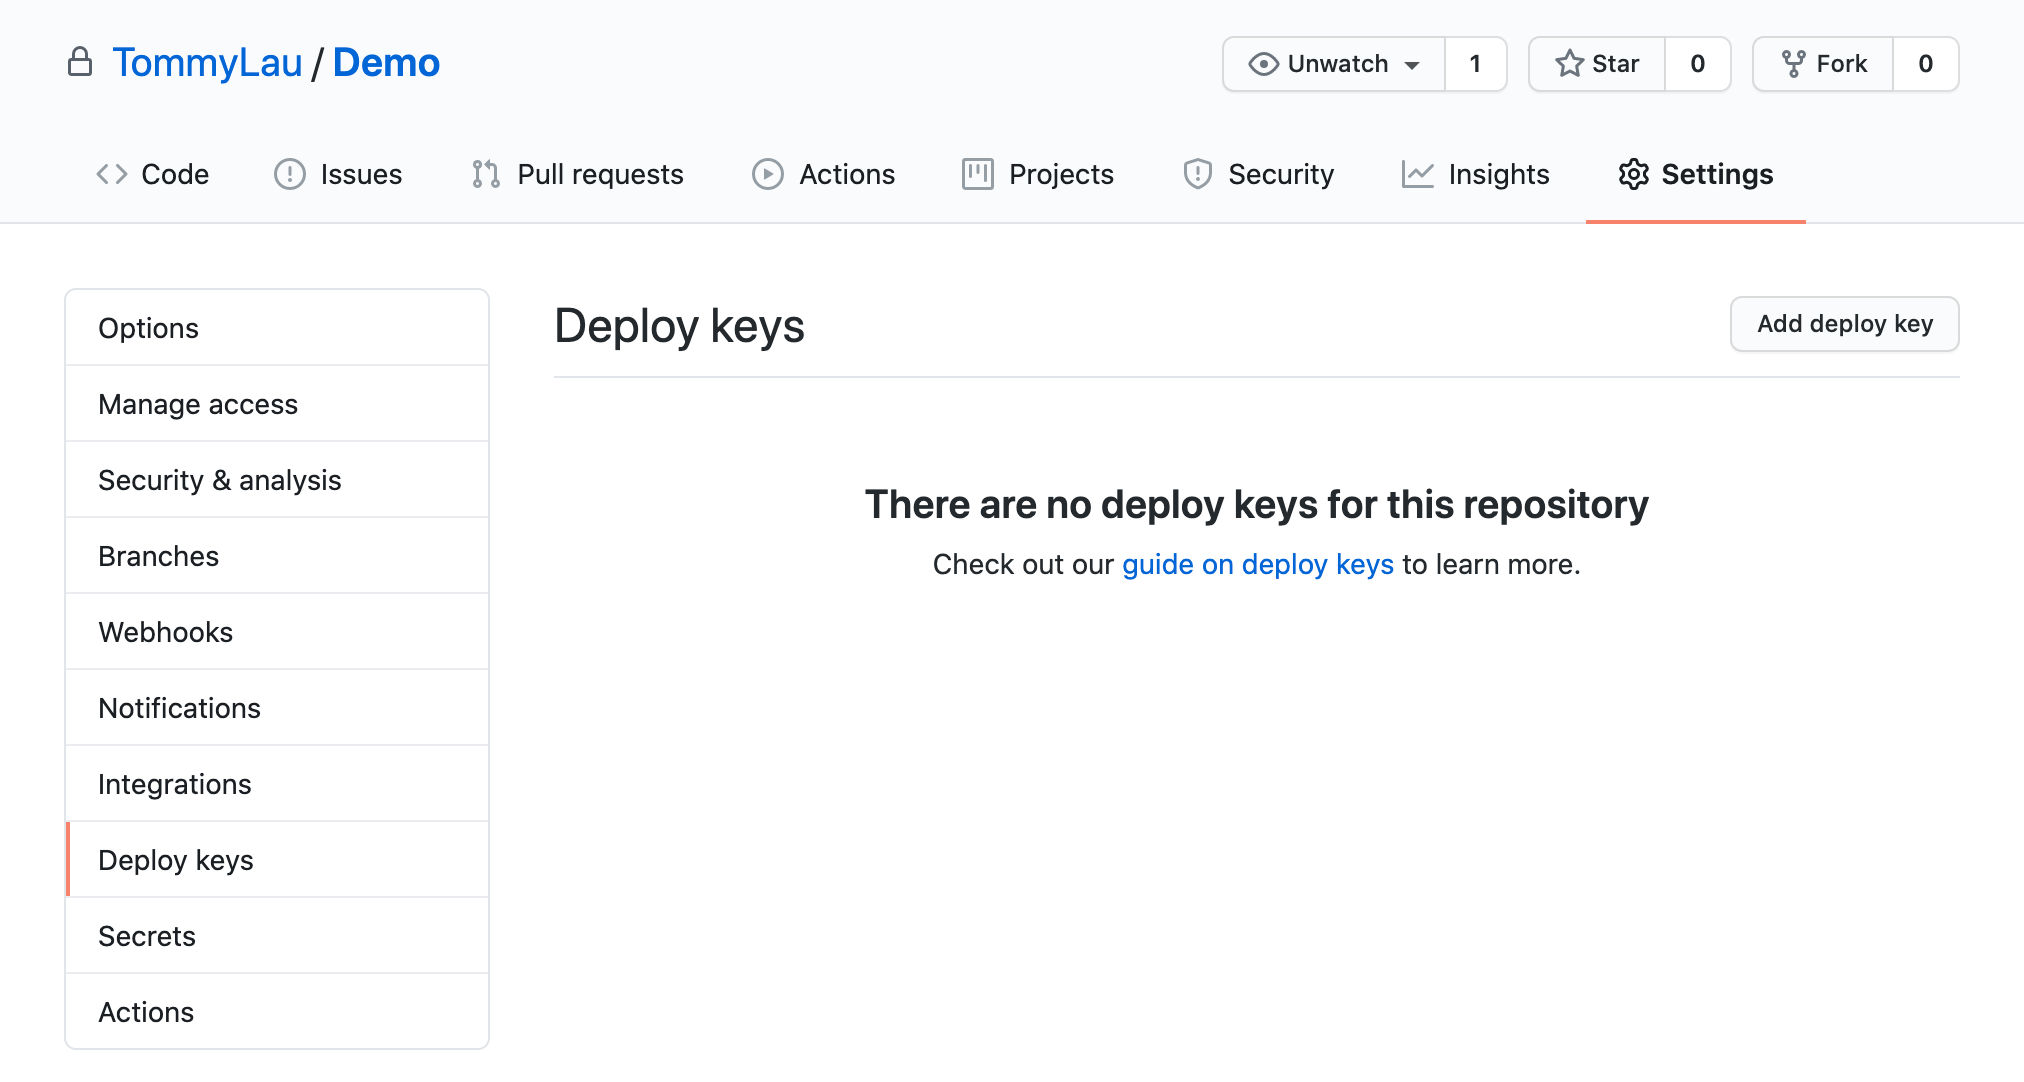 TommyLau / Demo
Unwatch 1 Star 0 Fork 0
Code Issues Pull requests Actions Projects Security Insights Settings
Options
Manage access
Security & analysis
Branches
Webhooks
Notifications
Integrations
Deploy keys
Secrets
Actions
Deploy keys
Add deploy key
There are no deploy keys for this repository
Check out our guide on deploy keys to learn more.